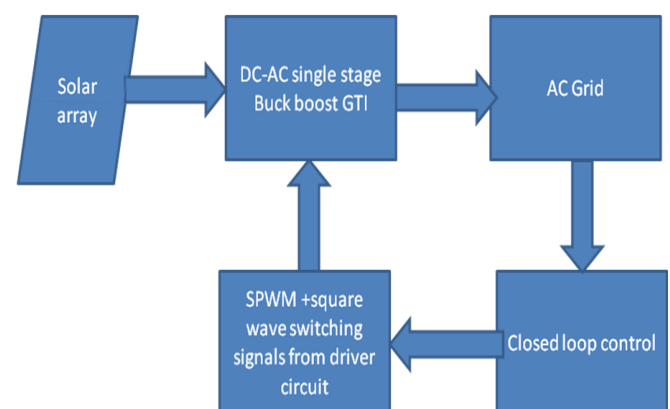 Solar
array
DC-AC single stage
Buck boost GTI
AC Grid
SPWM +square
wave switching
signals from driver
circuit
Closed loop control